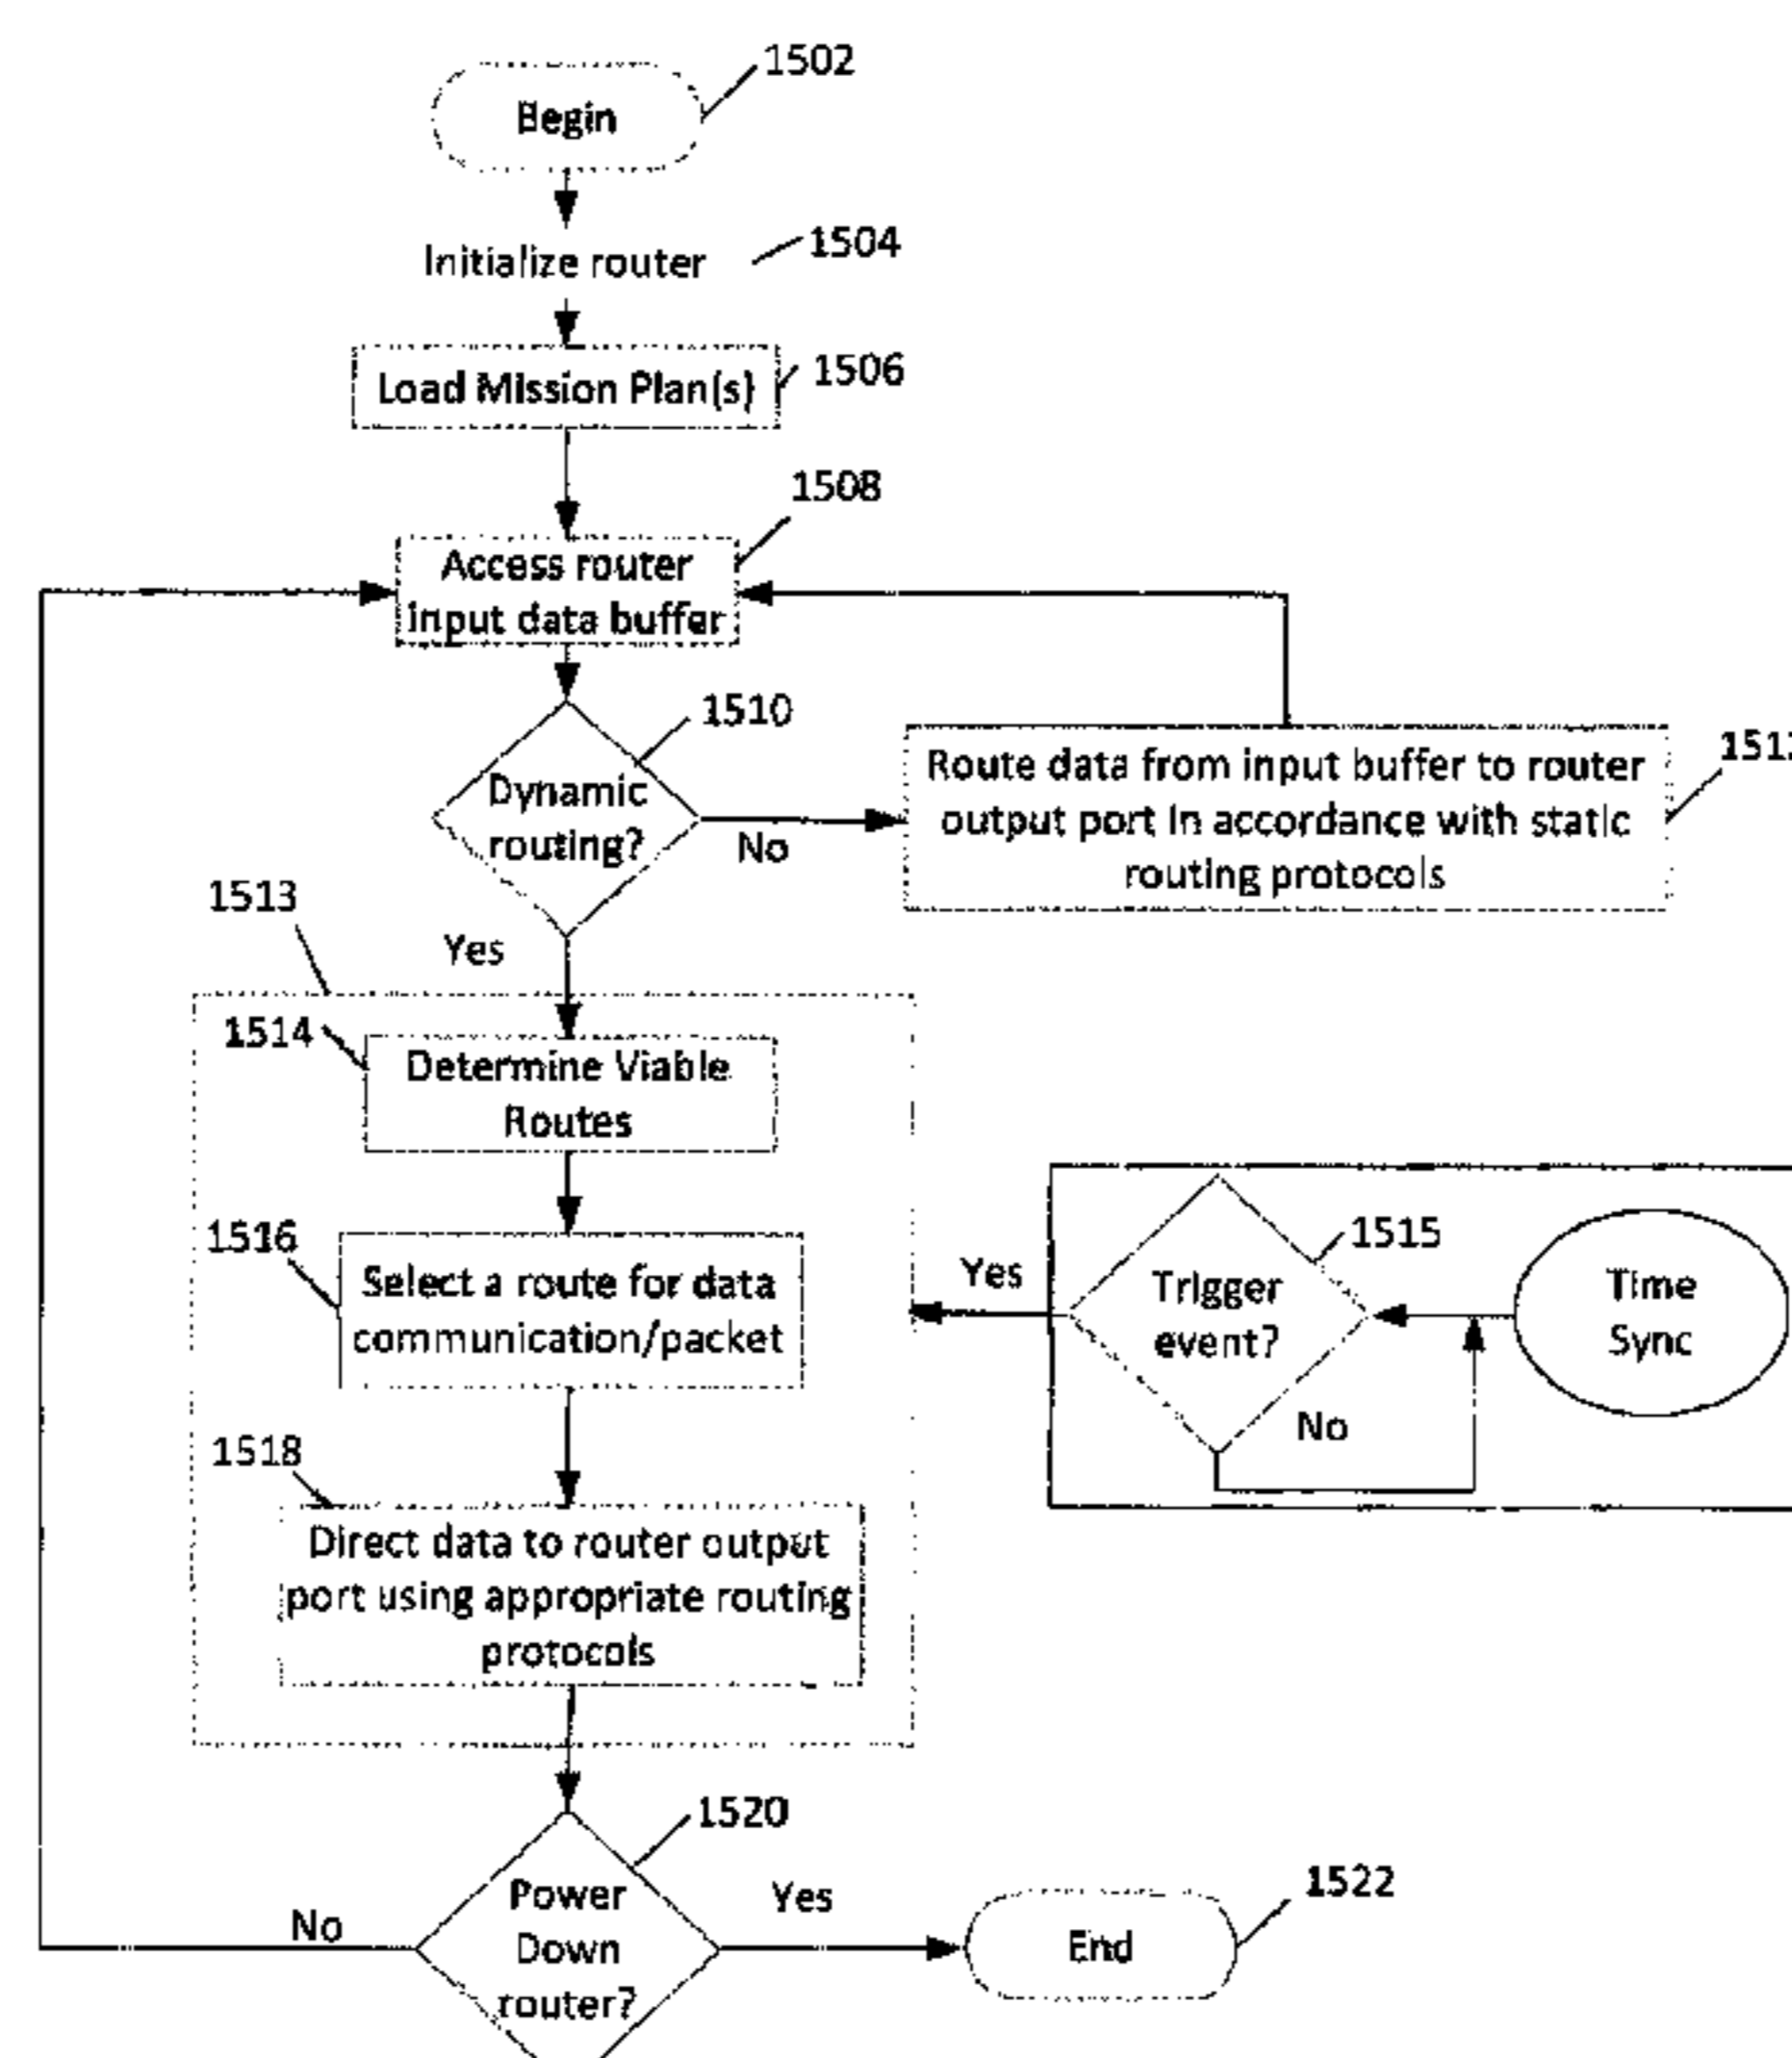 1502
Begin
1504
Initialize router
1506
Load Mission Plan(s)
1508
Access router
input data buffer
1510
Dynamic
routing?
No
Route data from input buffer to router
output port in accordance with static
routing protocols
Yes
1513
1514
Determine Viable
Routes
1516
Select a route for data
communication/packet
Yes
1515
Trigger
event?
No
Time
Sync
1518
Direct data to router output
port using appropriate routing
protocols
1520
Power
Down
router?
No
Yes
1522
End